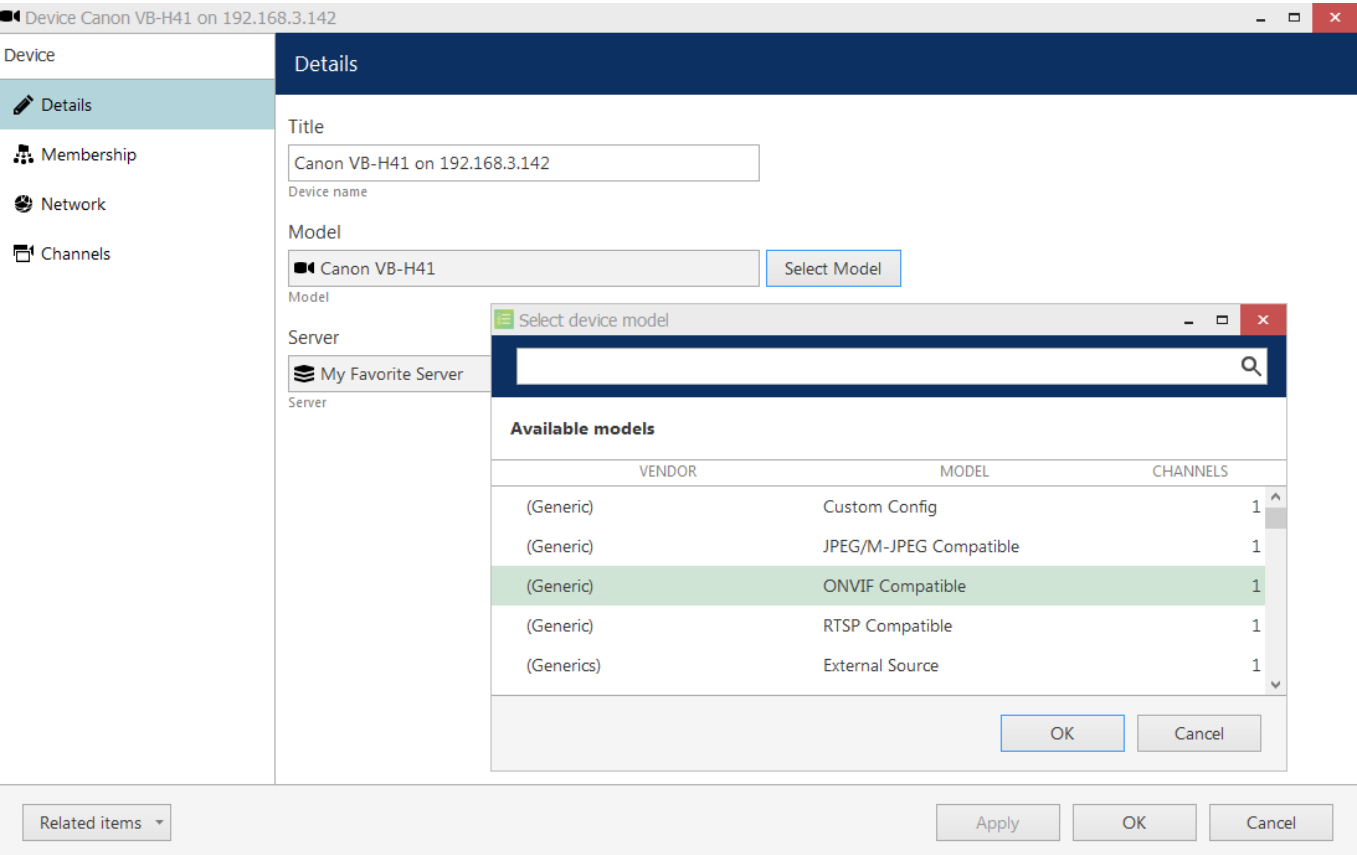 Device Canon VB-H41 on 192.168.3.142
Device
Details
Membership
Network
Channels
Details
Title
Canon VB-H41 on 192.168.3.142
Device name
Model
Canon VB-H41
Select Model
Model
Server
My Favorite Server
Server
Select device model
Available models
VENDOR MODEL CHANNELS
(Generic) Custom Config 1
(Generic) JPEG/M-JPEG Compatible 1
(Generic) ONVIF Compatible 1
(Generic) RTSP Compatible 1
(Generics) External Source 1
OK Cancel
Related items Apply OK Cancel